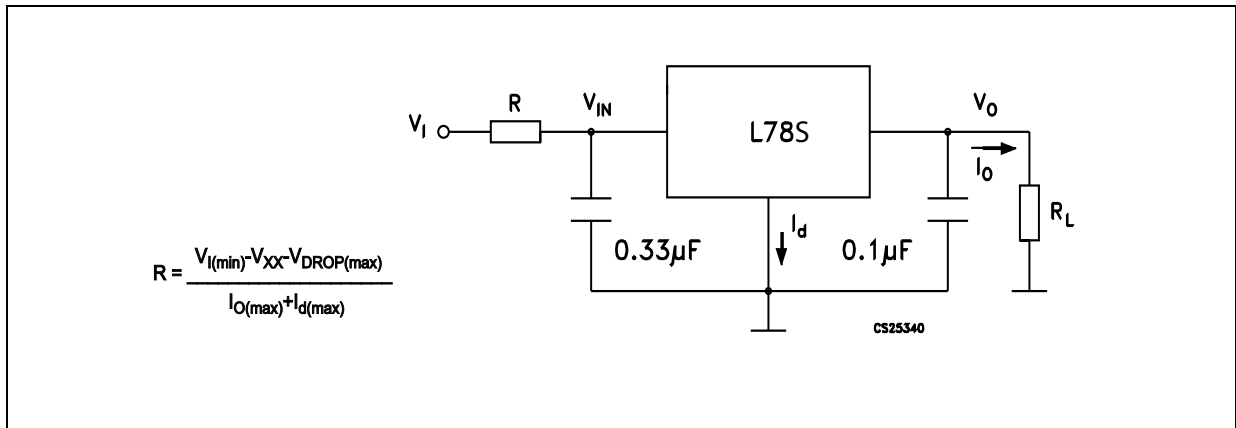 R
V_IN
V_O
V_I
L78S
I_O
I_d
R_L
0.33µF
0.1µF
R = V_I(min)-V_XX-V_DROP(max)
I_O(max)+I_d(max)
CS25340